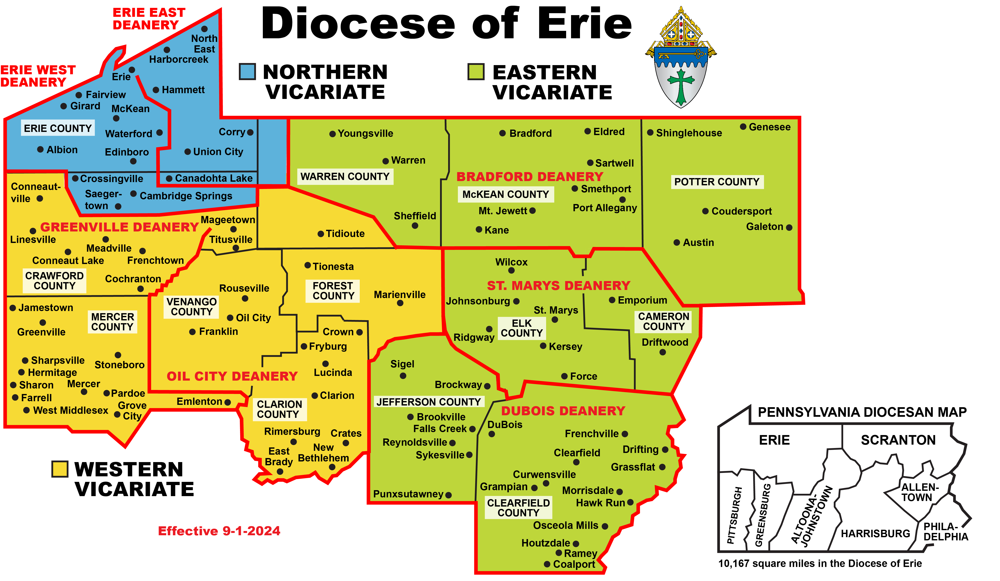 Diocese of Erie
ERIE EAST
DEANERY
ERIE WEST
DEANERY
NORTHERN
VICARIATE
EASTERN
VICARIATE
North
East
Harborcreek
Erie
Hammett
Fairview
Girard
McKean
ERIE COUNTY
Waterford
Corry
Albion
Edinboro
Union City
Crossingville
Canadohta Lake
Saeger-
town
Cambridge Springs
Youngsville
Warren
WARREN COUNTY
Sheffield
Bradford
Eldred
Sartwell
BRADFORD DEANERY
McKEAN COUNTY
Smethport
Mt. Jewett
Port Allegany
Kane
Shinglehouse
Genesee
POTTER COUNTY
Coudersport
Galeton
Austin
Conneaut-
ville
GREENVILLE DEANERY
Mageetown
Linesville
Titusville
Meadville
Conneaut Lake
Frenchtown
CRAWFORD
COUNTY
Cochranton
Tidioute
Tionesta
Rouseville
FOREST
COUNTY
Marienville
VENANGO
COUNTY
Oil City
Franklin
Crown
Fryburg
Lucinda
OIL CITY DEANERY
Jamestown
MERCER
COUNTY
Greenville
Sharpsville
Stoneboro
Hermitage
Sharon
Mercer
Farrell
Pardoe
West Middlesex
Grove
City
Emlenton
Clarion
CLARION
COUNTY
Rimersburg
Crates
East
Brady
New
Bethlehem
Wilcox
ST. MARYS DEANERY
Johnsonburg
Emporium
St. Marys
ELK
COUNTY
CAMERON
COUNTY
Ridgway
Kersey
Driftwood
Force
Sigel
Brockway
JEFFERSON COUNTY
Brookville
Falls Creek
Reynoldsville
Sykesville
Punxsutawney
DUBOIS DEANERY
DuBois
Frenchville
Clearfield
Drifting
Grassflat
Curwensville
Grampian
Morrisdale
Hawk Run
CLEARFIELD
COUNTY
Osceola Mills
Houtzdale
Ramey
Coalport
WESTERN
VICARIATE
Effective 9-1-2024
PENNSYLVANIA DIOCESAN MAP
ERIE
SCRANTON
PITTSBURGH
GREENSBURG
ALTOONA-
JOHNSTOWN
ALLEN-
TOWN
HARRISBURG
PHILA-
DELPHIA
10,167 square miles in the Diocese of Erie